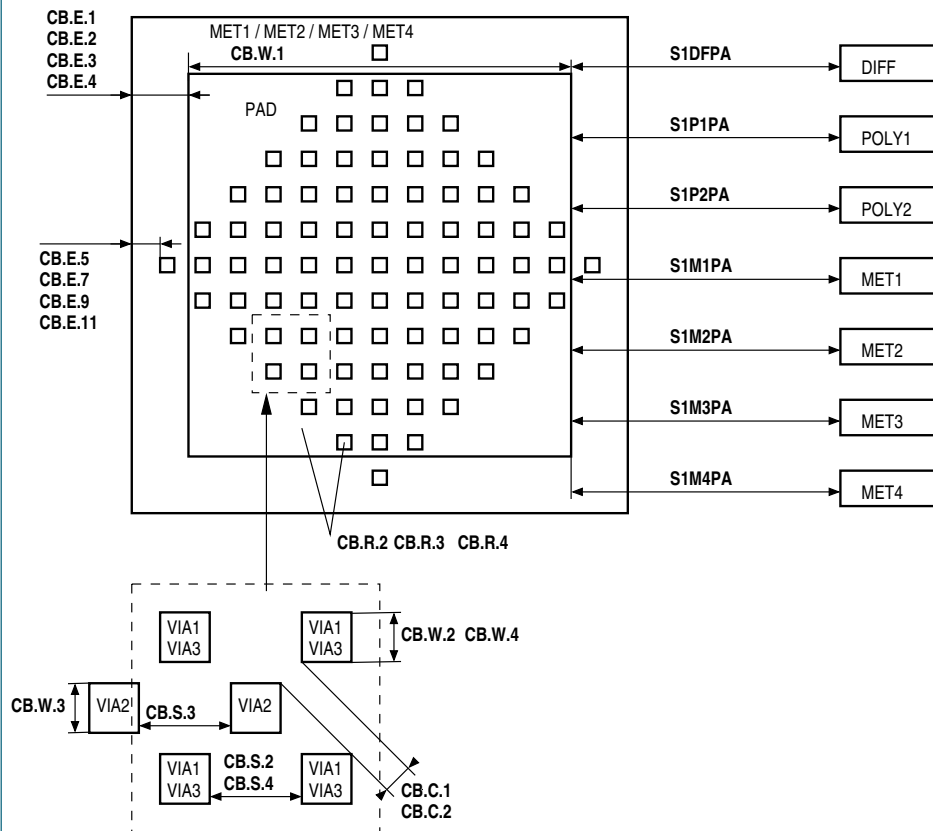 CB.E.1
CB.E.2
CB.E.3
CB.E.4
MET1 / MET2 / MET3 / MET4
CB.W.1
PAD
S1DFPA
DIFF
S1P1PA
POLY1
S1P2PA
POLY2
CB.E.5
CB.E.7
CB.E.9
CB.E.11
S1M1PA
MET1
S1M2PA
MET2
S1M3PA
MET3
S1M4PA
MET4
CB.R.2 CB.R.3 CB.R.4
VIA1
VIA3
VIA1
VIA3
CB.W.2 CB.W.4
CB.W.3
VIA2
CB.S.3
VIA2
VIA1
VIA3
CB.S.2
CB.S.4
VIA1
VIA3
CB.C.1
CB.C.2